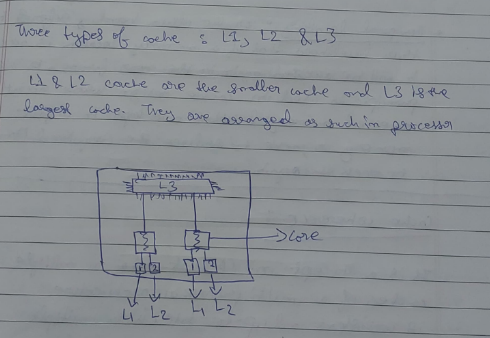 Three types of cache : L1, L2 & L3
L1 & L2 cache are the smaller cache and L3 is the
largest cache. They are arranged as such in processor
L3
core
1 2 1 2
L1 L2 L1 L2